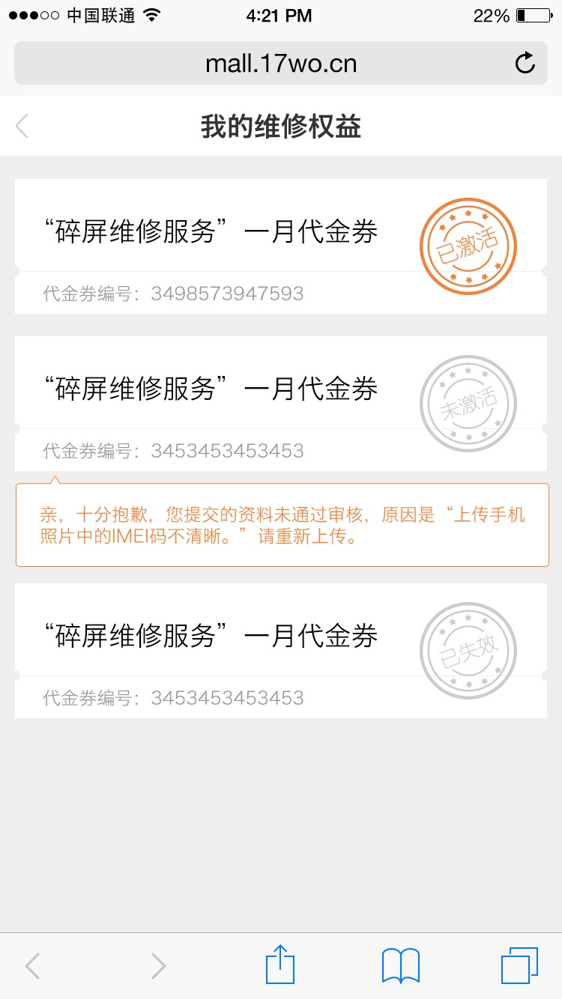 中国联通
4:21 PM
22%
mall.17wo.cn
我的维修权益
“碎屏维修服务” 一月代金券
已激活
代金券编号：3498573947593
“碎屏维修服务” 一月代金券
未激活
代金券编号：3453453453453
亲，十分抱歉，您提交的资料未通过审核，原因是“上传手机
照片中的IMEI码不清晰。”请重新上传。
“碎屏维修服务” 一月代金券
已失效
代金券编号：3453453453453